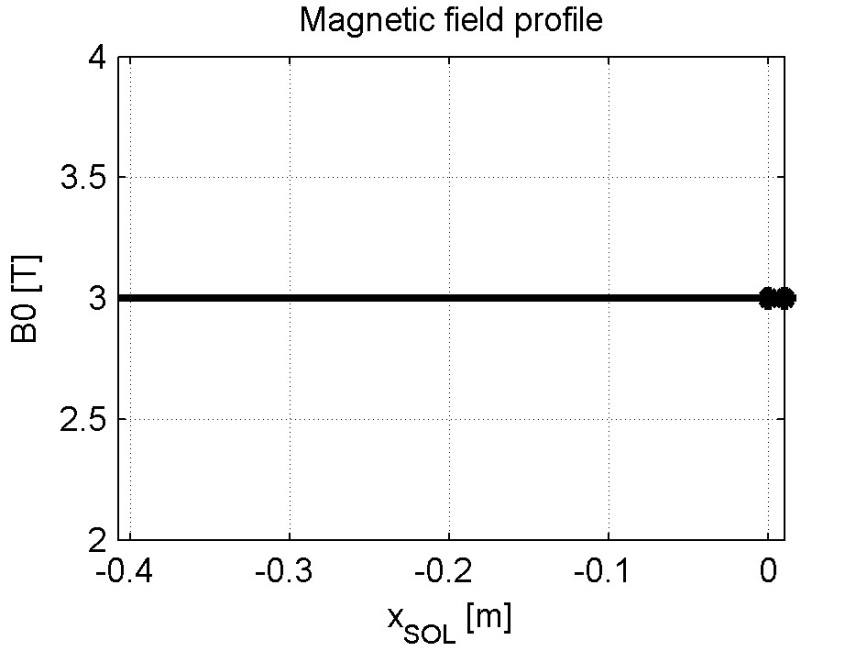 Magnetic field profile
4
3.5
3
2.5
2
B0 [T]
-0.4 -0.3 -0.2 -0.1 0
x_SOL [m]